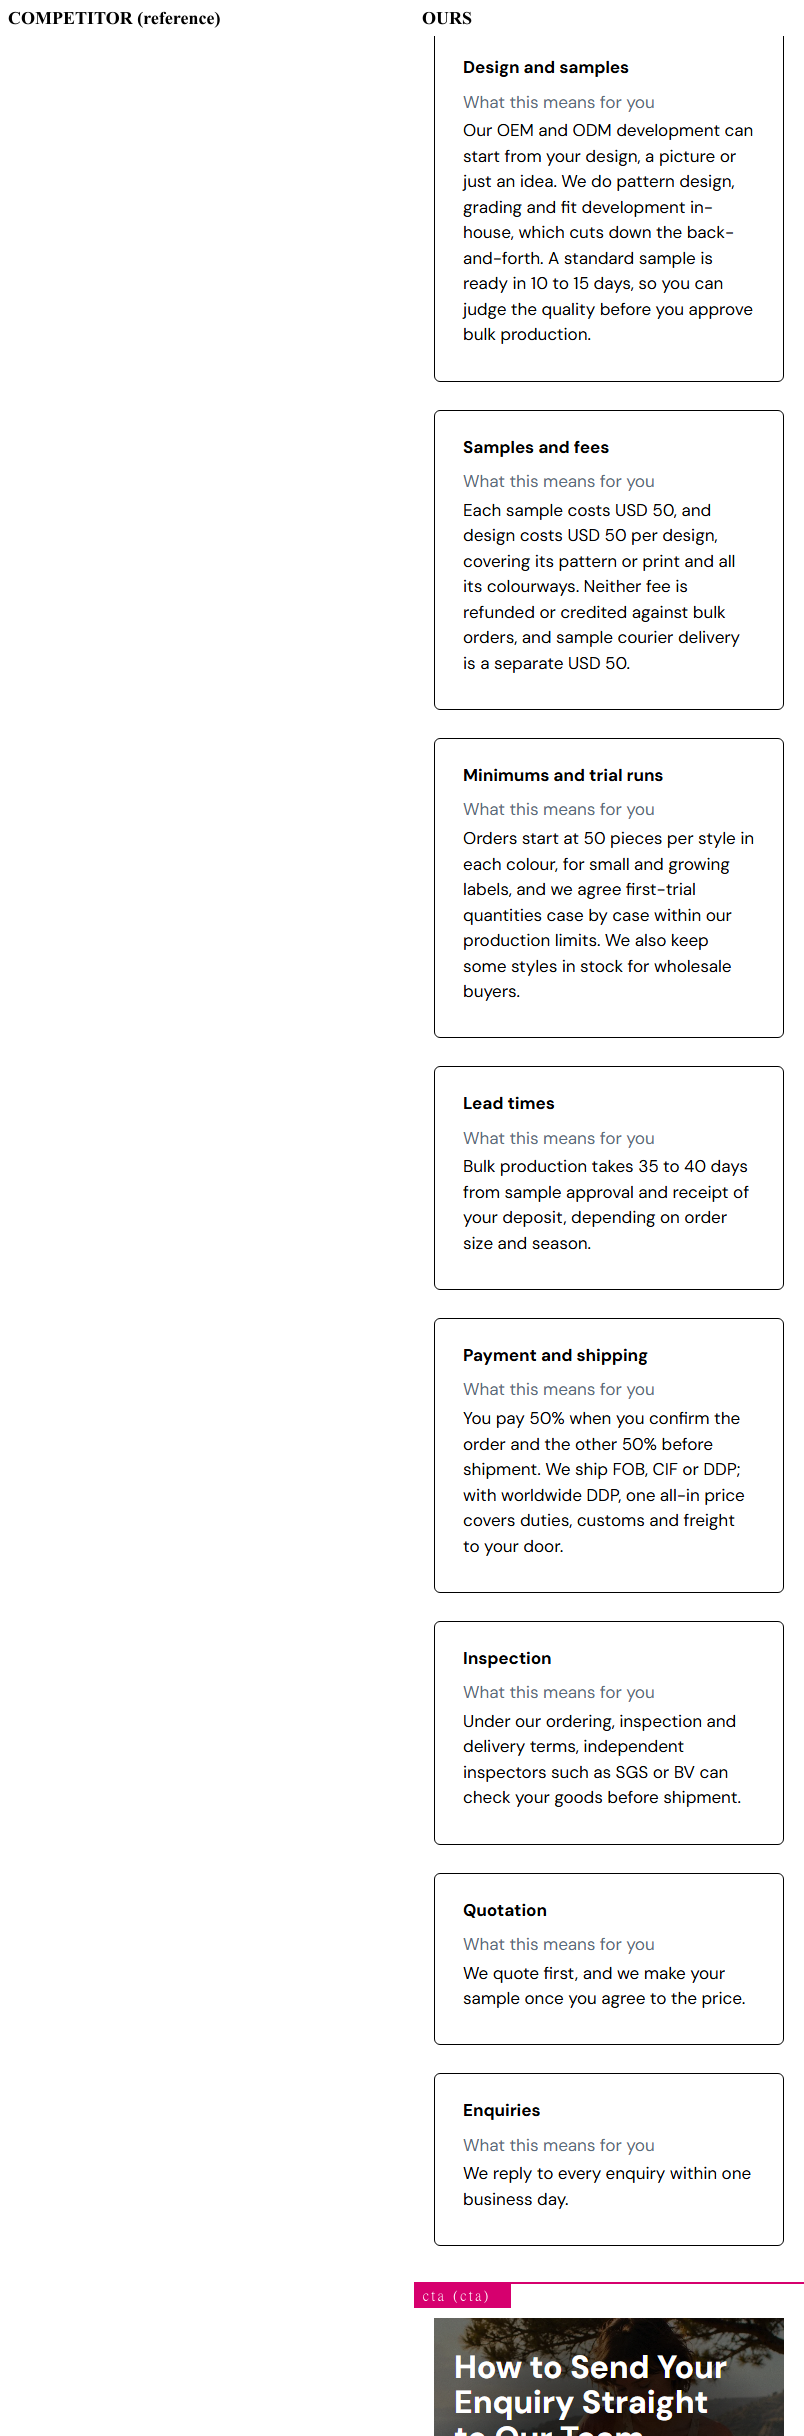 COMPETITOR (reference)
OURS
Design and samples
What this means for you
Our OEM and ODM development can
start from your design, a picture or
just an idea. We do pattern design,
grading and fit development in-
house, which cuts down the back-
and-forth. A standard sample is
ready in 10 to 15 days, so you can
judge the quality before you approve
bulk production.
Samples and fees
What this means for you
Each sample costs USD 50, and
design costs USD 50 per design,
covering its pattern or print and all
its colourways. Neither fee is
refunded or credited against bulk
orders, and sample courier delivery
is a separate USD 50.
Minimums and trial runs
What this means for you
Orders start at 50 pieces per style in
each colour, for small and growing
labels, and we agree first-trial
quantities case by case within our
production limits. We also keep
some styles in stock for wholesale
buyers.
Lead times
What this means for you
Bulk production takes 35 to 40 days
from sample approval and receipt of
your deposit, depending on order
size and season.
Payment and shipping
What this means for you
You pay 50% when you confirm the
order and the other 50% before
shipment. We ship FOB, CIF or DDP;
with worldwide DDP, one all-in price
covers duties, customs and freight
to your door.
Inspection
What this means for you
Under our ordering, inspection and
delivery terms, independent
inspectors such as SGS or BV can
check your goods before shipment.
Quotation
What this means for you
We quote first, and we make your
sample once you agree to the price.
Enquiries
What this means for you
We reply to every enquiry within one
business day.
cta (cta)
How to Send Your
Enquiry Straight
to Our Team